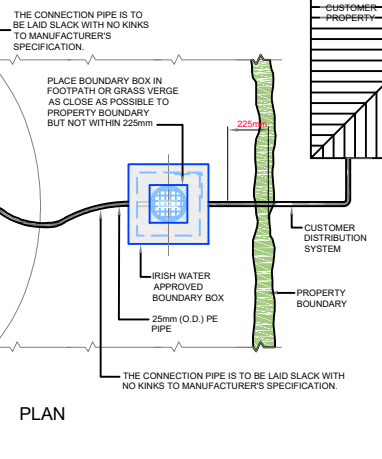 THE CONNECTION PIPE IS TO
BE LAID SLACK WITH NO KINKS
TO MANUFACTURER'S
SPECIFICATION.
CUSTOMER
PROPERTY
PLACE BOUNDARY BOX IN
FOOTPATH OR GRASS VERGE
AS CLOSE AS POSSIBLE TO
PROPERTY BOUNDARY
BUT NOT WITHIN 225mm
225mm
CUSTOMER
DISTRIBUTION
SYSTEM
IRISH WATER
APPROVED
BOUNDARY BOX
PROPERTY
BOUNDARY
25mm (O.D.) PE
PIPE
THE CONNECTION PIPE IS TO BE LAID SLACK WITH
NO KINKS TO MANUFACTURER'S SPECIFICATION.
PLAN